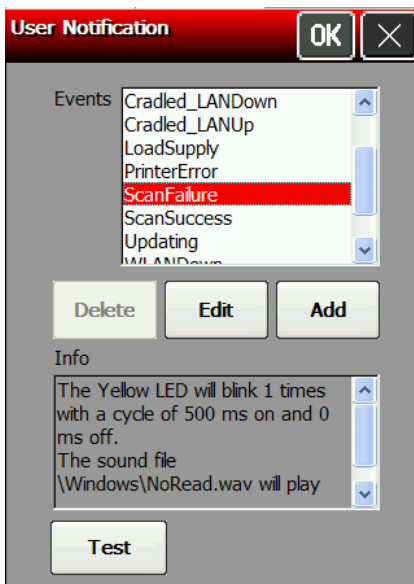 User Notification
OK
Events
Cradled_LANDown
Cradled_LANUp
LoadSupply
PrinterError
ScanFailure
ScanSuccess
Updating
WLANDown
Delete
Edit
Add
Info
The Yellow LED will blink 1 times
with a cycle of 500 ms on and 0
ms off.
The sound file
\Windows\NoRead.wav will play
Test